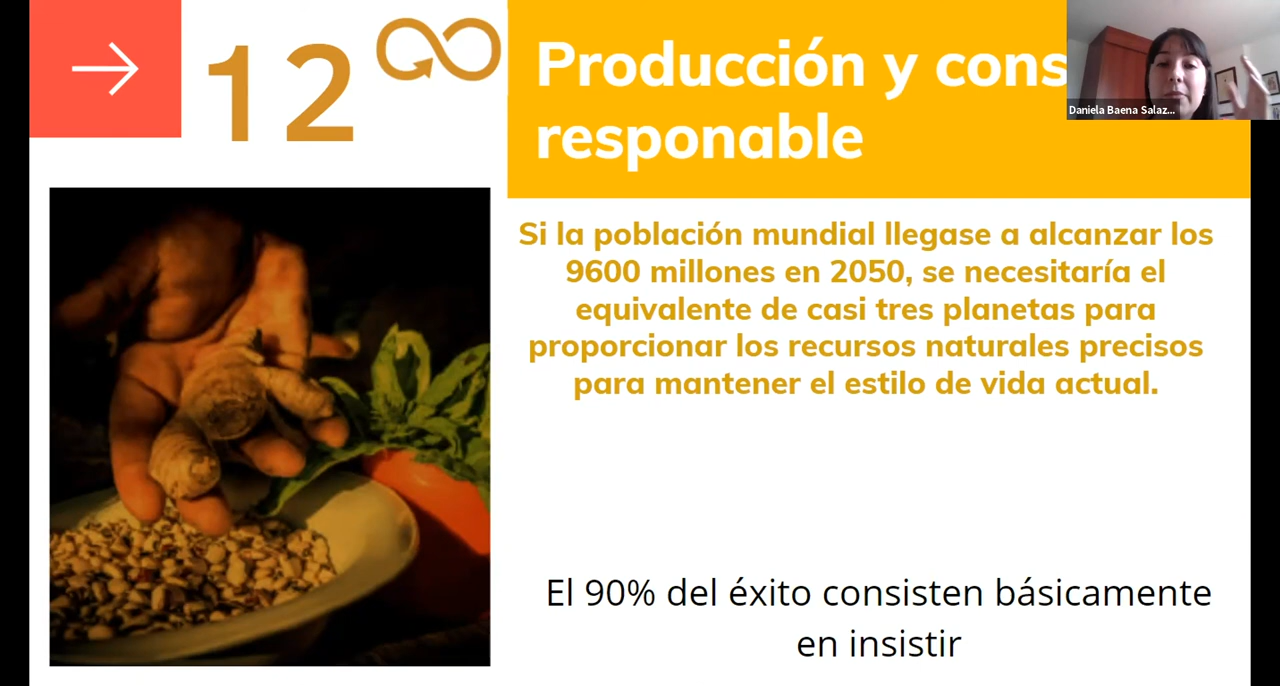 12
Producción y cons
responable
Daniela Baena Salaz...
Si la población mundial llegase a alcanzar los
9600 millones en 2050, se necesitaría el
equivalente de casi tres planetas para
proporcionar los recursos naturales precisos
para mantener el estilo de vida actual.
El 90% del éxito consisten básicamente
en insistir